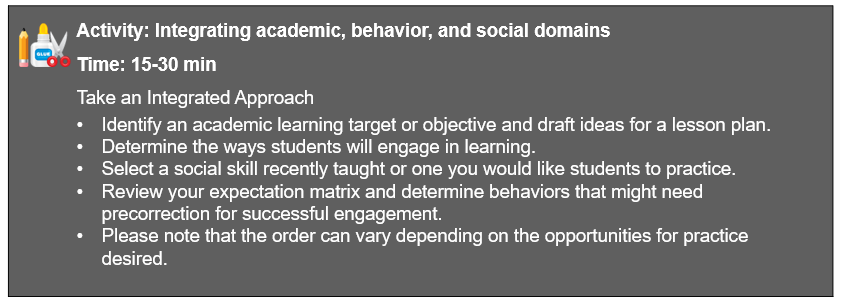 GLUE
Activity: Integrating academic, behavior, and social domains
Time: 15-30 min
Take an Integrated Approach
• Identify an academic learning target or objective and draft ideas for a lesson plan.
• Determine the ways students will engage in learning.
• Select a social skill recently taught or one you would like students to practice.
• Review your expectation matrix and determine behaviors that might need
precorrection for successful engagement.
• Please note that the order can vary depending on the opportunities for practice
desired.